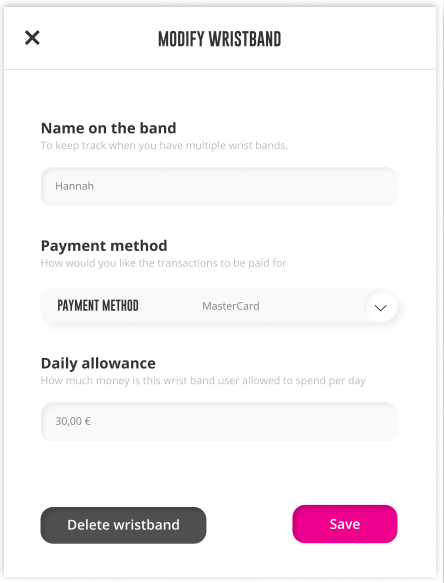 MODIFY WRISTBAND
Name on the band
To keep track when you have multiple wrist bands.
Hannah
Payment method
How would you like the transactions to be paid for
PAYMENT METHOD MasterCard
Daily allowance
How much money is this wrist band user allowed to spend per day
30,00 €
Delete wristband Save